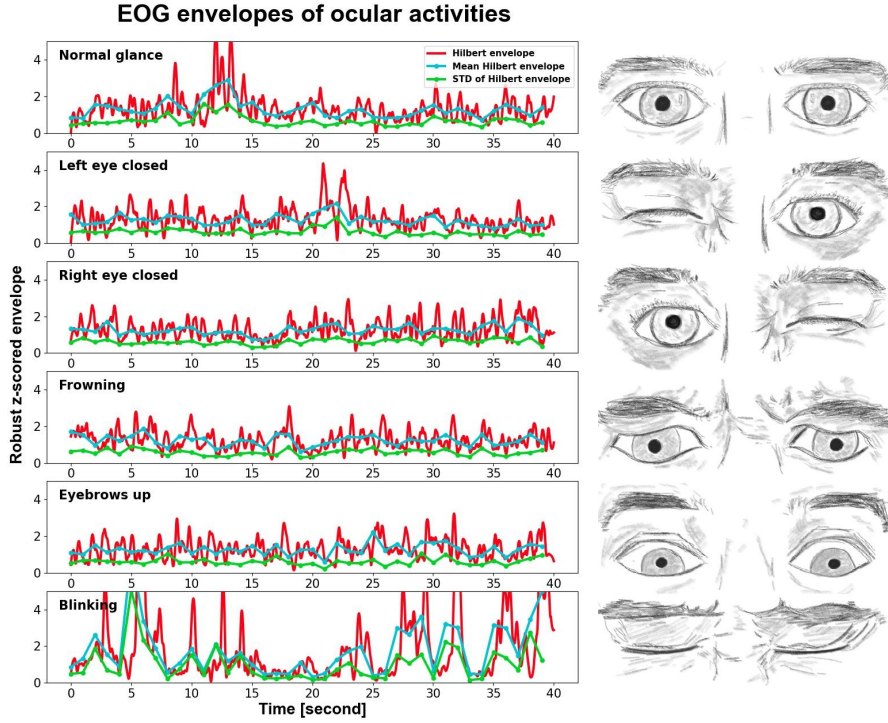 EOG envelopes of ocular activities
Robust z-scored envelope
Normal glance
Hilbert envelope
Mean Hilbert envelope
STD of Hilbert envelope
4
2
0
0 5 10 15 20 25 30 35 40
Left eye closed
4
2
0
0 5 10 15 20 25 30 35 40
Right eye closed
4
2
0
0 5 10 15 20 25 30 35 40
Frowning
4
2
0
0 5 10 15 20 25 30 35 40
Eyebrows up
4
2
0
0 5 10 15 20 25 30 35 40
Blinking
4
2
0
0 5 10 15 20 25 30 35 40
Time [second]